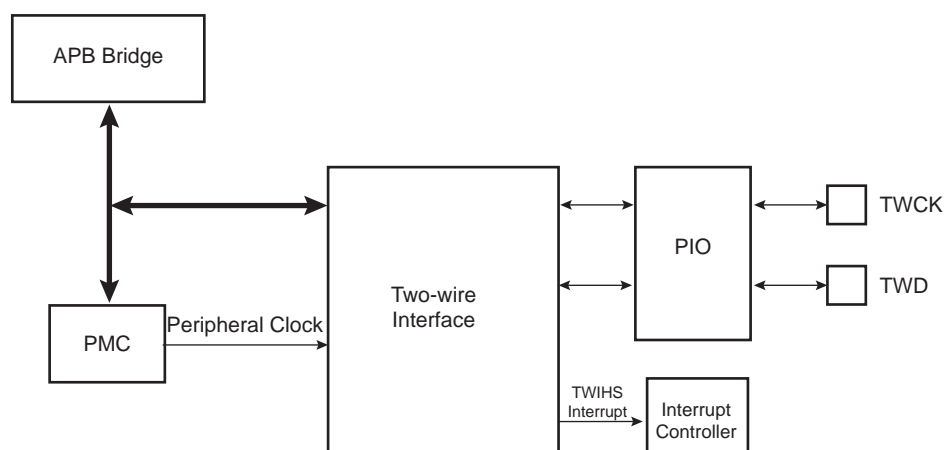 APB Bridge
TWCK
PIO
TWD
Two-wire
Interface
Peripheral Clock
PMC
TWIHS
Interrupt
Interrupt
Controller